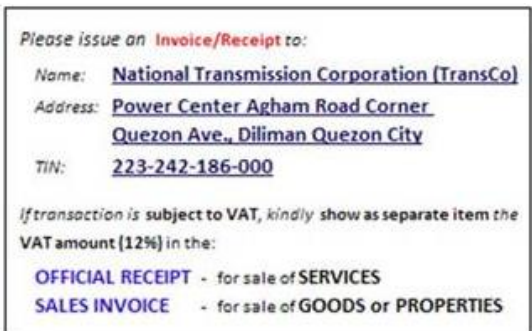 Please issue an Invoice/Receipt to:
Name: National Transmission Corporation (TransCo)
Address: Power Center Agham Road Corner
Quezon Ave., Diliman Quezon City
TIN: 223-242-186-000
If transaction is subject to VAT, kindly show as separate item the
VAT amount (12%) in the:
OFFICIAL RECEIPT - for sale of SERVICES
SALES INVOICE - for sale of GOODS or PROPERTIES